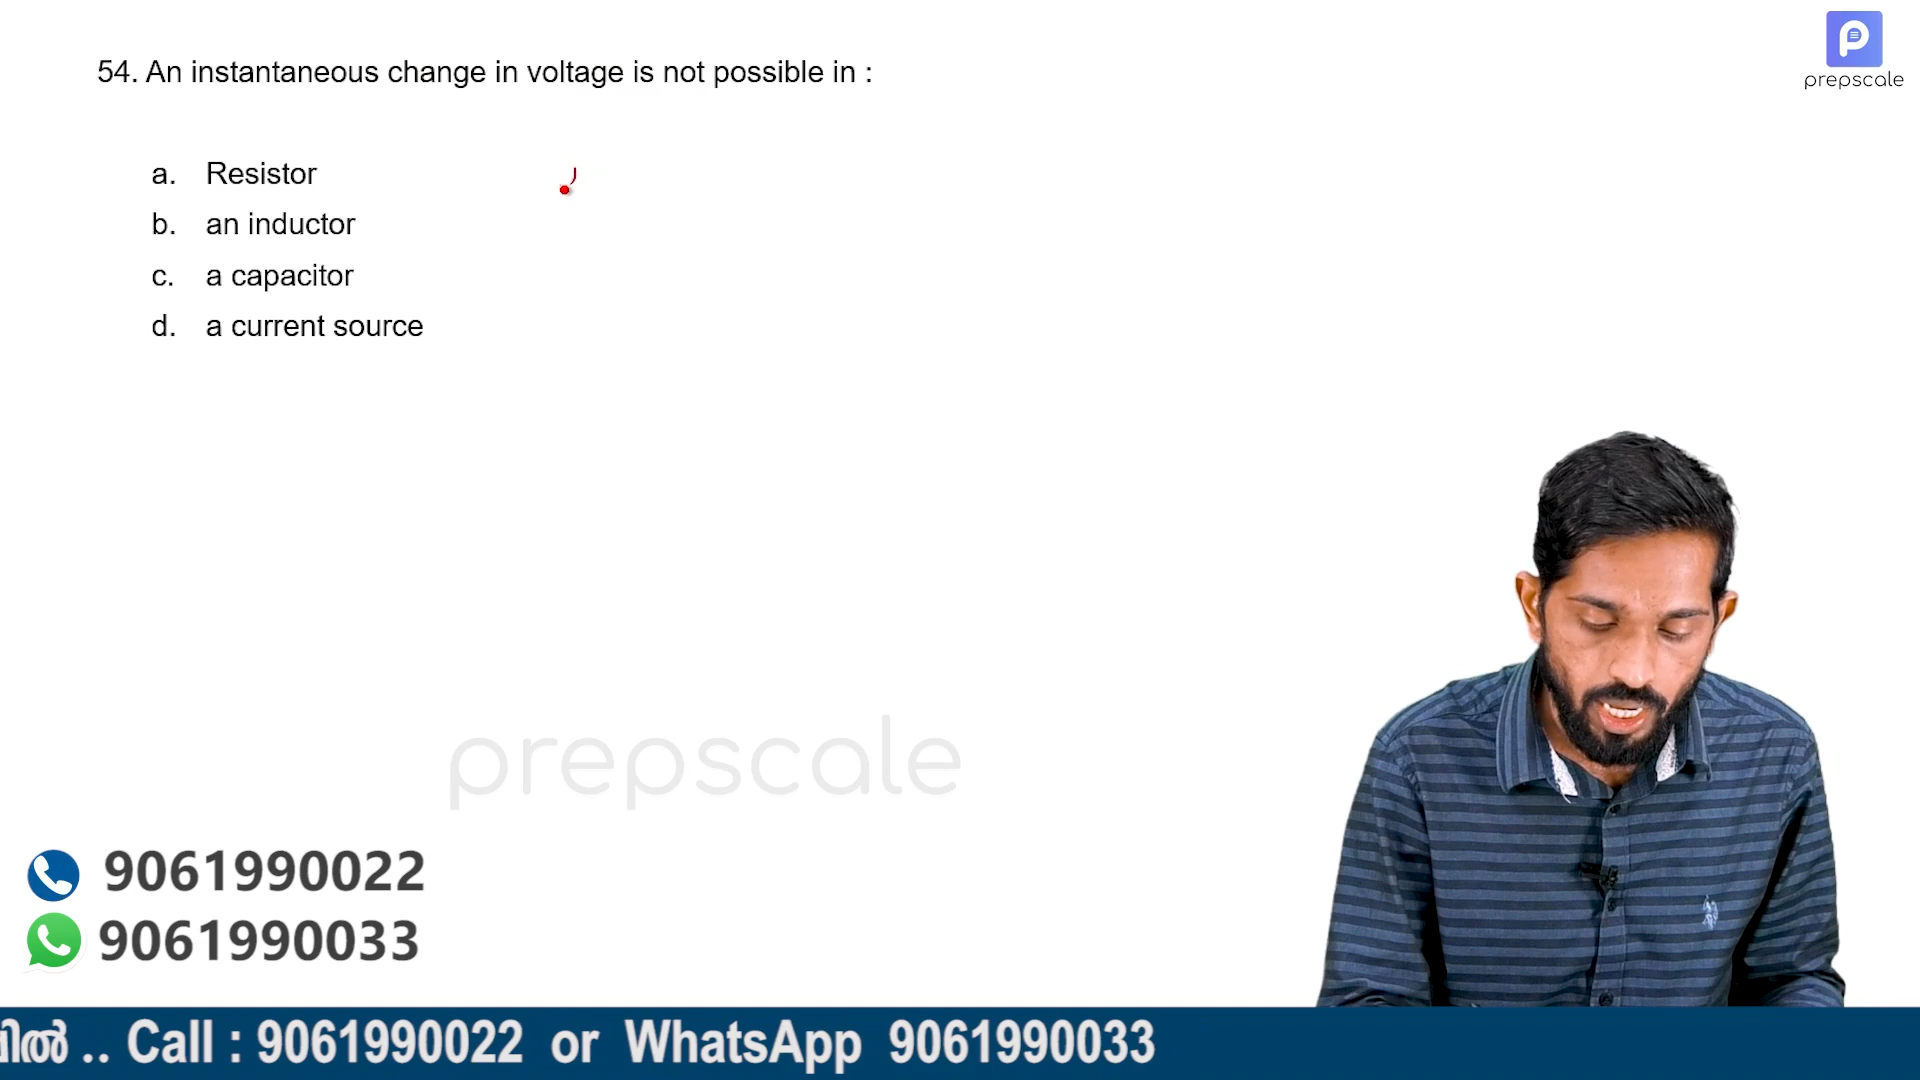 54. An instantaneous change in voltage is not possible in :
prepscale
a. Resistor
b. an inductor
c. a capacitor
d. a current source
prepscale
9061990022
9061990033
.. Call : 9061990022 or WhatsApp 9061990033